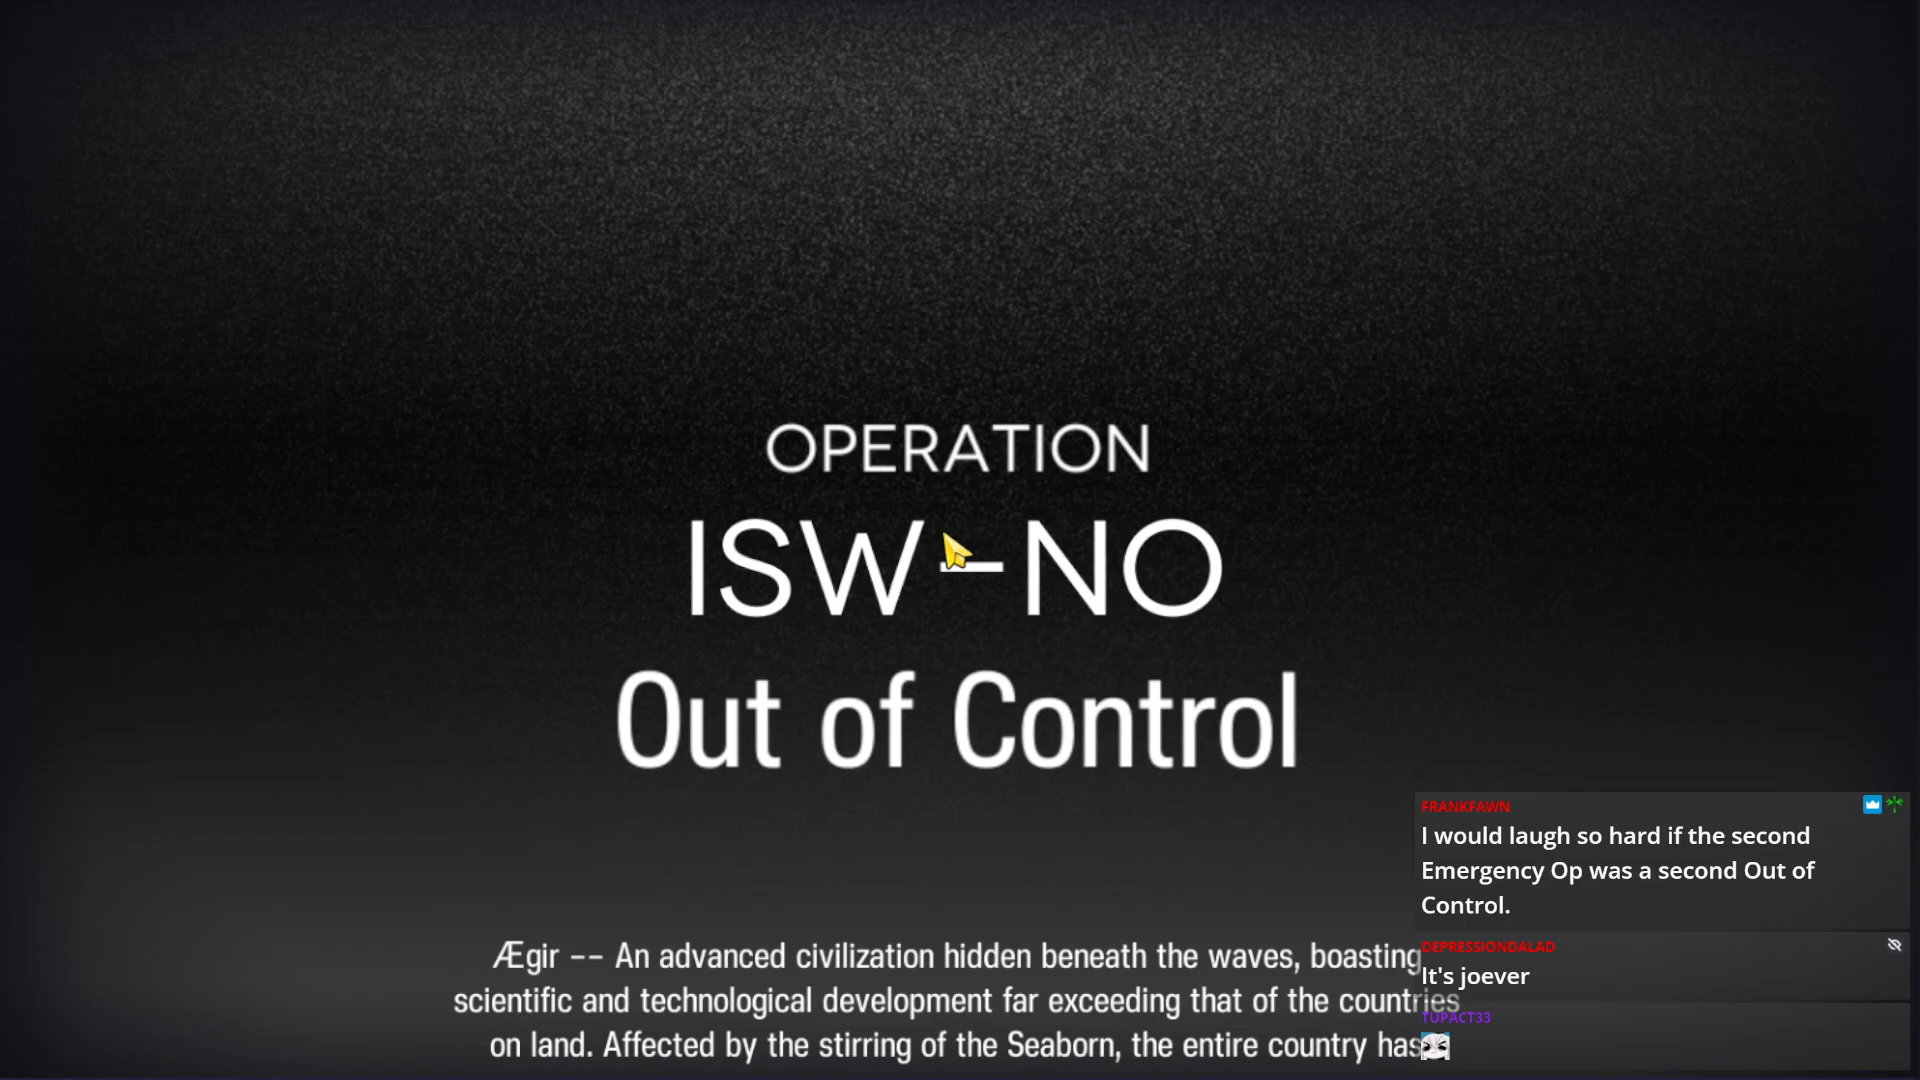 OPERATION
ISW-NO
Out of Control
Ægir -- An advanced civilization hidden beneath the waves, boasting
scientific and technological development far exceeding that of the countries
on land. Affected by the stirring of the Seaborn, the entire country has
FRANKFAWN
I would laugh so hard if the second
Emergency Op was a second Out of
Control.
DEPRESSIONDALAD
It's joever
TUPACT33